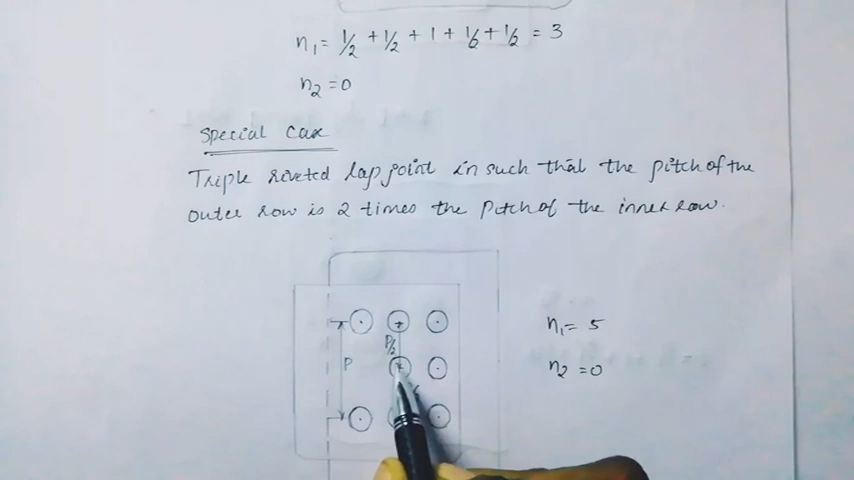 n₁ = 1/2 + 1/2 + 1 + 1/2 + 1/2 = 3
n₂ = 0
Special Case
Triple riveted lap joint in such that the pitch of the
outer row is 2 times the pitch of the inner row.
n₁ = 5
P/2
P
n₂ = 0